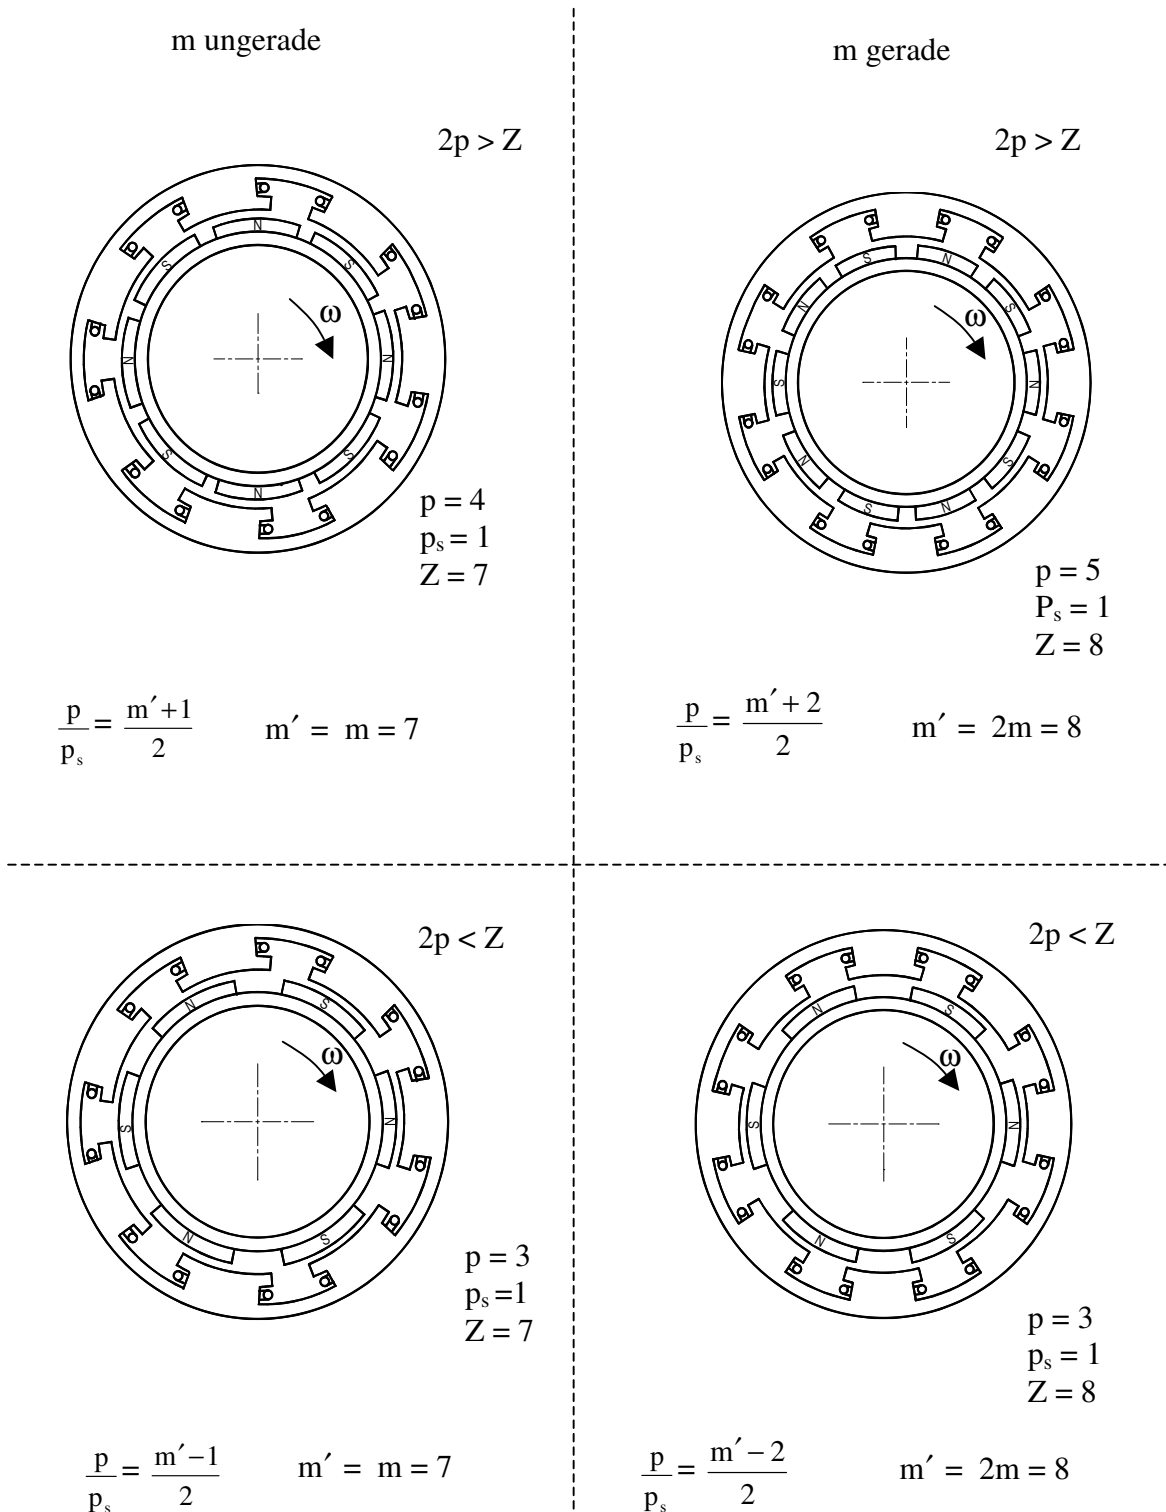 m ungerade
2p > Z
N
S
S
N
N
S
S
N
ω
p = 4
pₛ = 1
Z = 7
p/pₛ = (m′+1)/2    m′ = m = 7
m gerade
2p > Z
S
N
N
S
S
N
N
S
S
N
ω
p = 5
Pₛ = 1
Z = 8
p/pₛ = (m′+2)/2    m′ = 2m = 8
2p < Z
N
S
S
N
N
S
ω
p = 3
pₛ =1
Z = 7
p/pₛ = (m′−1)/2    m′ = m = 7
2p < Z
N
S
S
N
N
S
ω
p = 3
pₛ = 1
Z = 8
p/pₛ = (m′−2)/2    m′ = 2m = 8